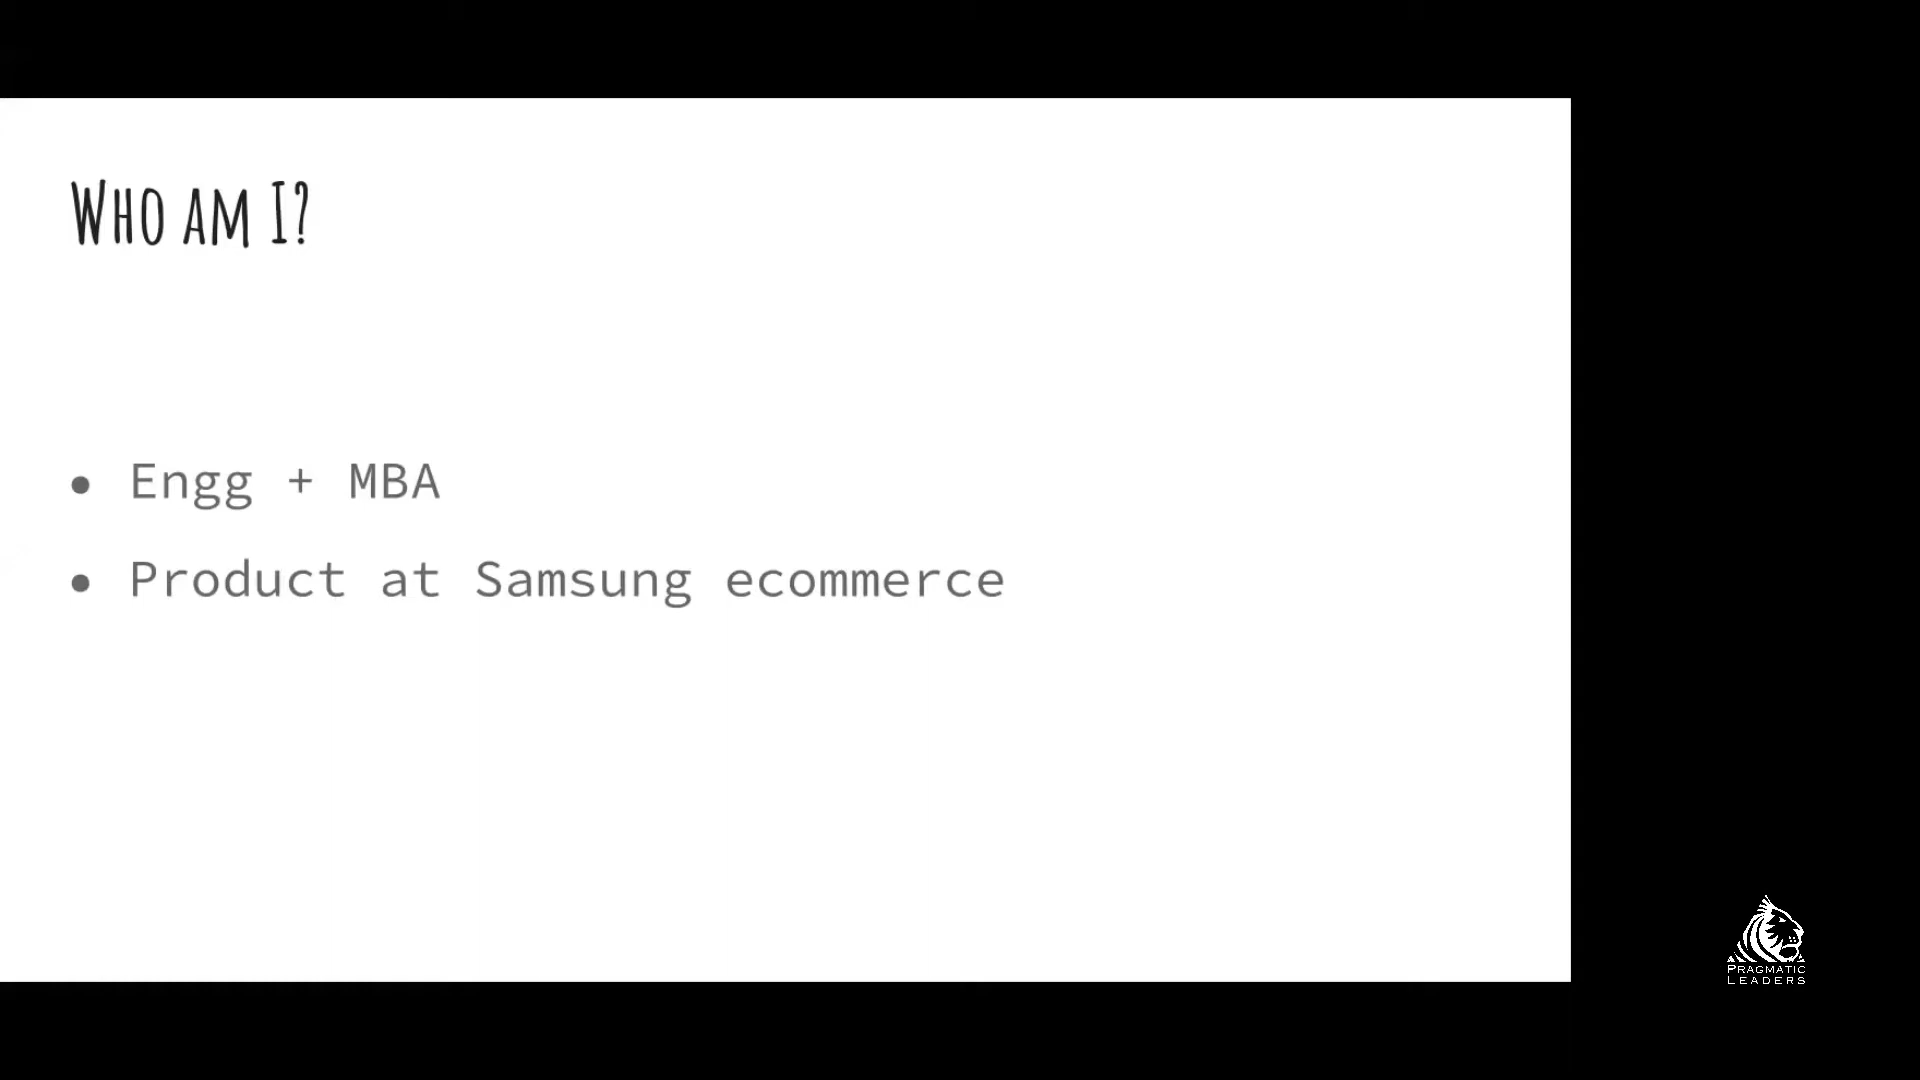 Who am I?
• Engg + MBA
• Product at Samsung ecommerce
Pragmatic
Leaders